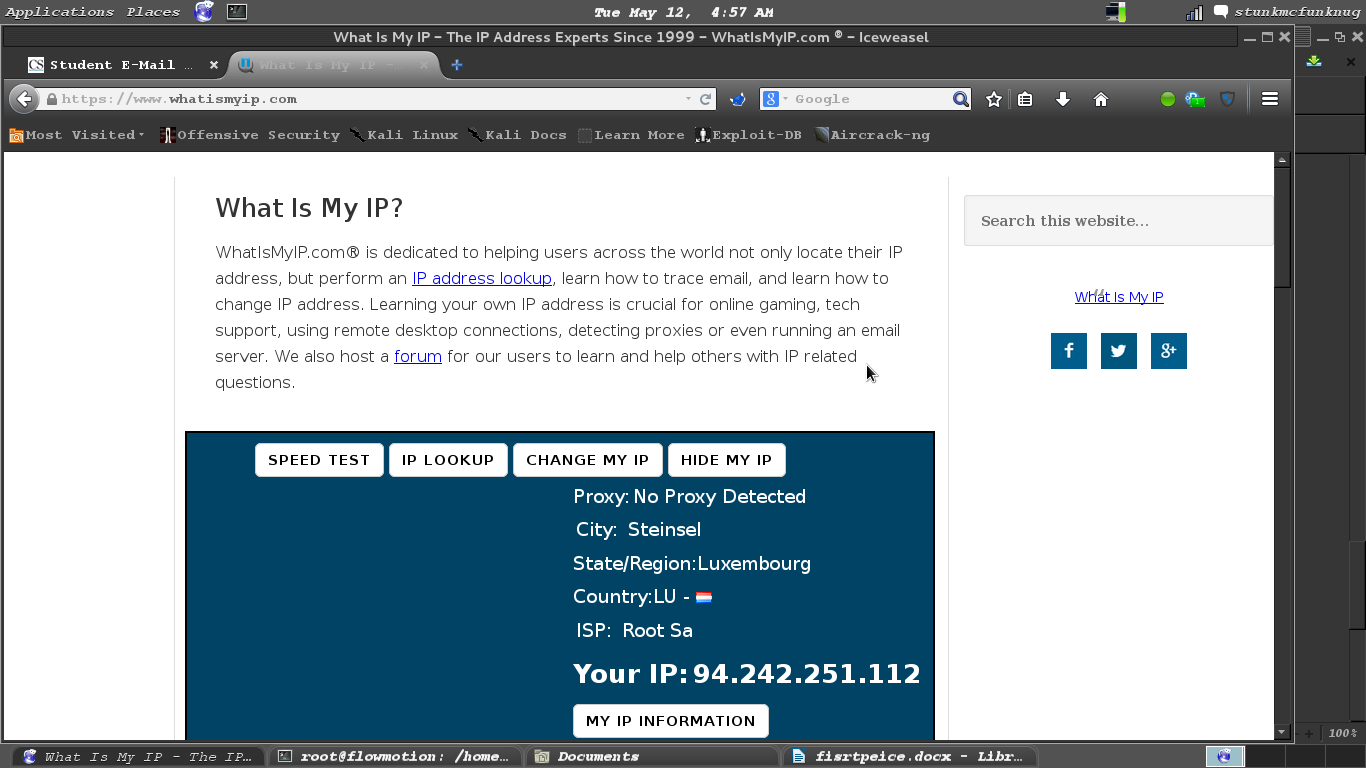 Applications Places Tue May 12, 4:57 AM stunkmcfunknug
What Is My IP - The IP Address Experts Since 1999 - WhatIsMyIP.com ® - Iceweasel
Student E-Mail ... What Is My IP - ...
https://www.whatismyip.com Google
Most Visited Offensive Security Kali Linux Kali Docs Learn More Exploit-DB Aircrack-ng
What Is My IP?
WhatIsMyIP.com® is dedicated to helping users across the world not only locate their IP
address, but perform an IP address lookup, learn how to trace email, and learn how to
change IP address. Learning your own IP address is crucial for online gaming, tech
support, using remote desktop connections, detecting proxies or even running an email
server. We also host a forum for our users to learn and help others with IP related
questions.
Search this website...
What Is My IP
SPEED TEST IP LOOKUP CHANGE MY IP HIDE MY IP
Proxy: No Proxy Detected
City: Steinsel
State/Region:Luxembourg
Country:LU -
ISP: Root Sa
Your IP: 94.242.251.112
MY IP INFORMATION
100%
What Is My IP - The IP... root@flowmotion: /home... Documents fisrtpeice.docx - Libr...